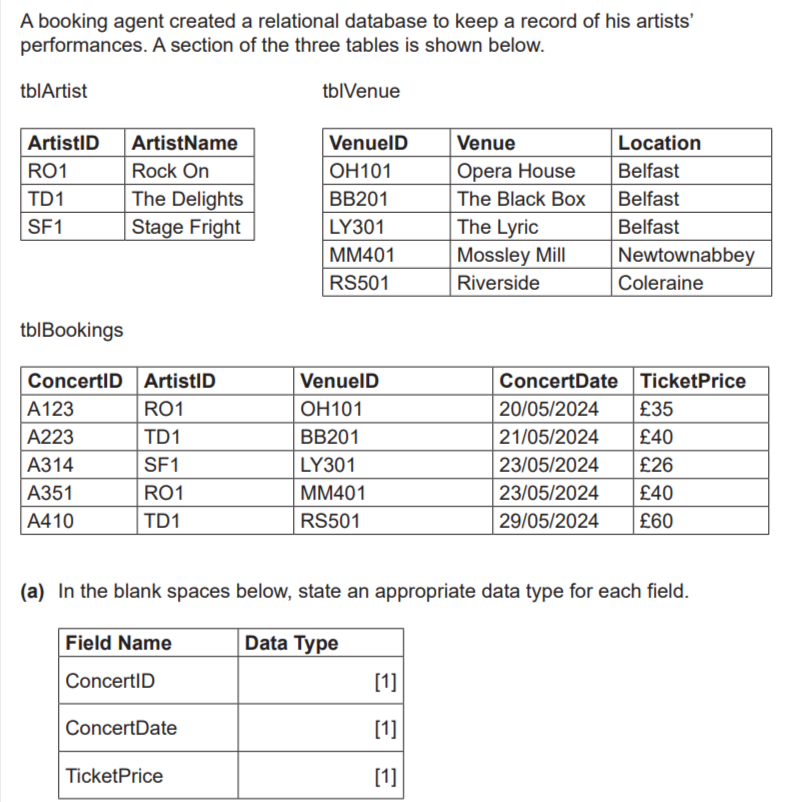 A booking agent created a relational database to keep a record of his artists’
performances. A section of the three tables is shown below.
tblArtist
ArtistID ArtistName
RO1 Rock On
TD1 The Delights
SF1 Stage Fright
tblVenue
VenueID Venue Location
OH101 Opera House Belfast
BB201 The Black Box Belfast
LY301 The Lyric Belfast
MM401 Mossley Mill Newtownabbey
RS501 Riverside Coleraine
tblBookings
ConcertID ArtistID VenueID ConcertDate TicketPrice
A123 RO1 OH101 20/05/2024 £35
A223 TD1 BB201 21/05/2024 £40
A314 SF1 LY301 23/05/2024 £26
A351 RO1 MM401 23/05/2024 £40
A410 TD1 RS501 29/05/2024 £60
(a) In the blank spaces below, state an appropriate data type for each field.
Field Name Data Type
ConcertID [1]
ConcertDate [1]
TicketPrice [1]